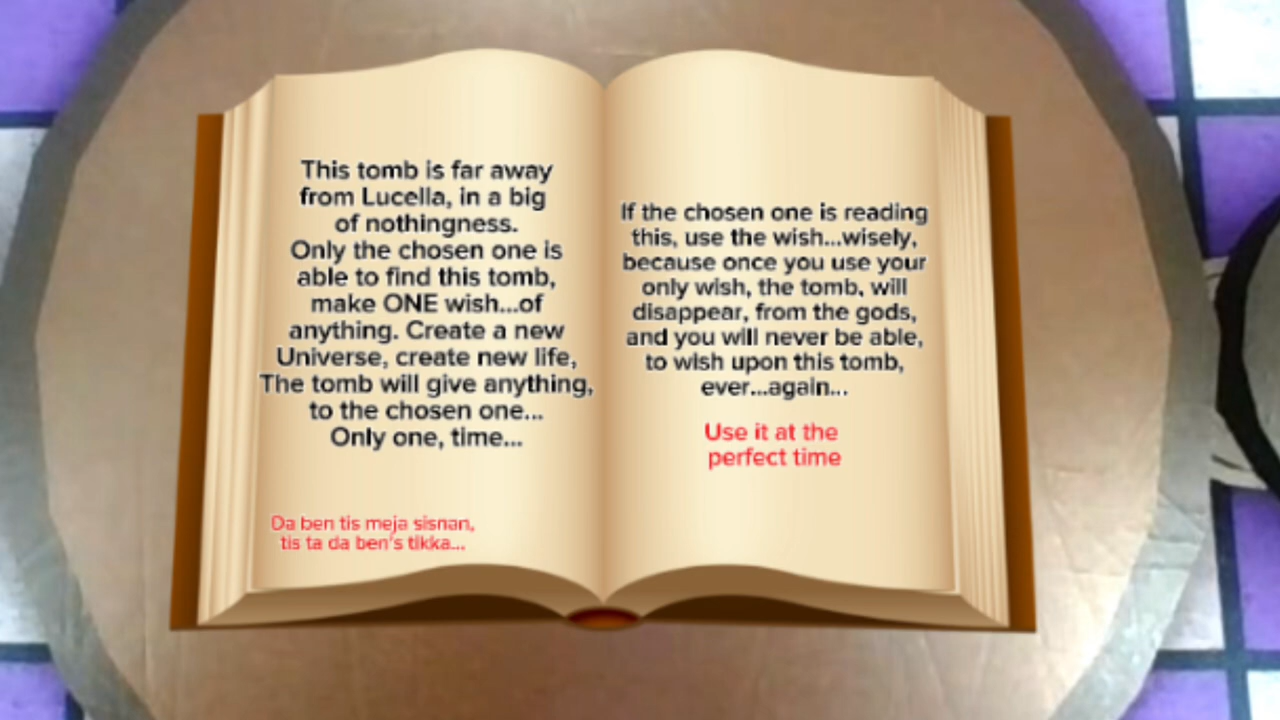 This tomb is far away
from Lucella, in a big
of nothingness.
Only the chosen one is
able to find this tomb,
make ONE wish...of
anything. Create a new
Universe, create new life,
The tomb will give anything,
to the chosen one...
Only one, time...
Da ben tis meja sisnan,
tis ta da ben's tikka...
If the chosen one is reading
this, use the wish...wisely,
because once you use your
only wish, the tomb, will
disappear, from the gods,
and you will never be able,
to wish upon this tomb,
ever...again...
Use it at the
perfect time